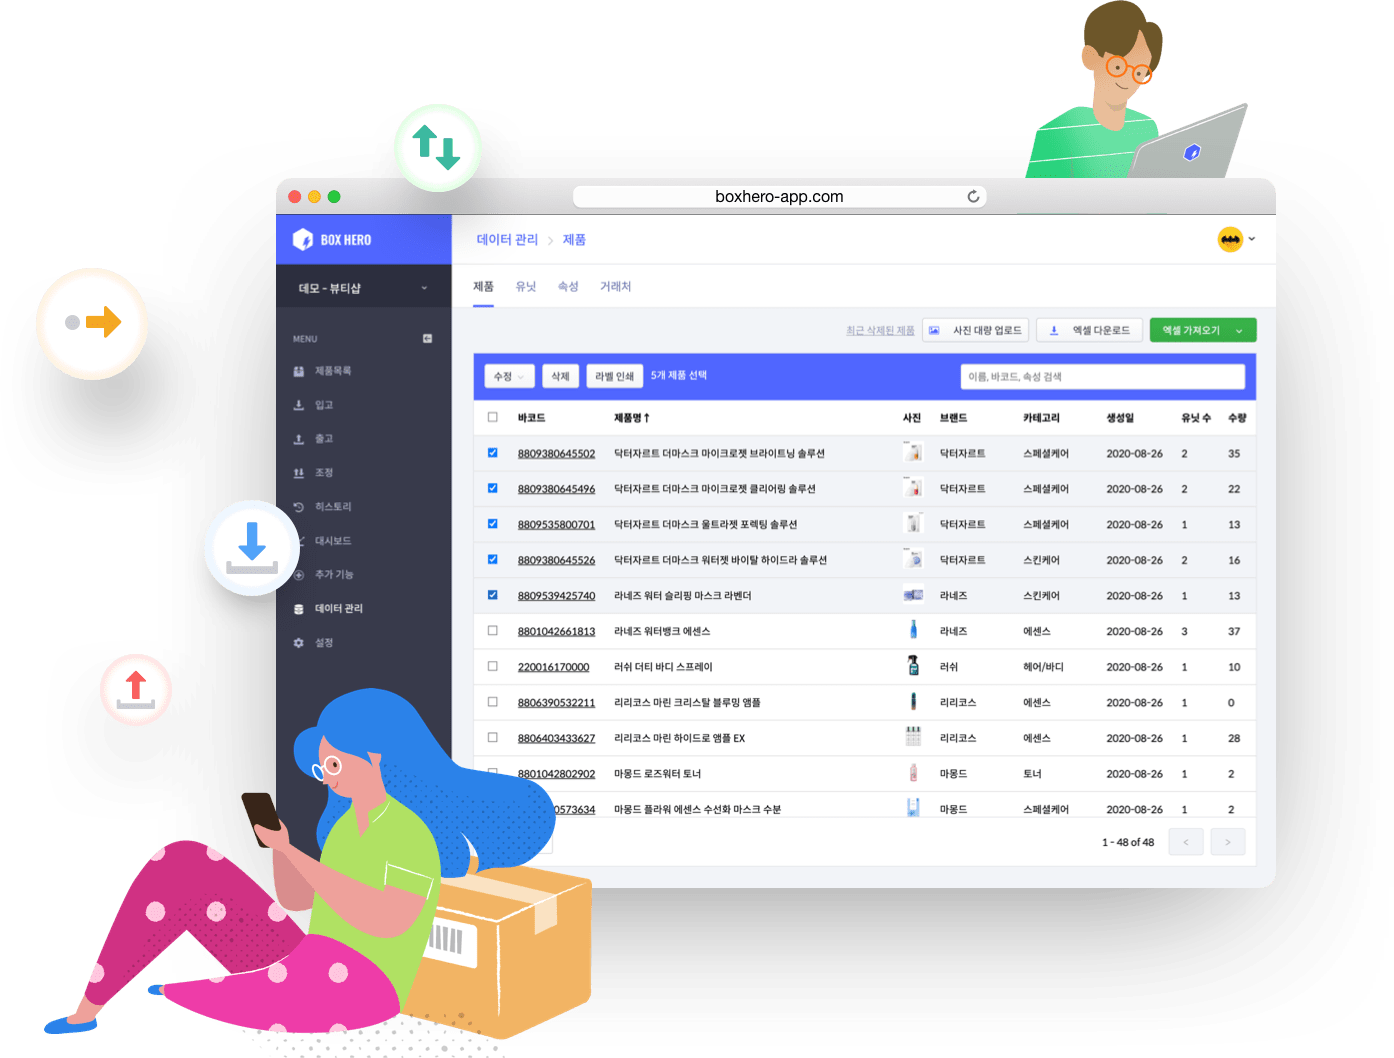 boxhero-app.com
BOX HERO
데이터 관리 > 제품
데모 - 뷰티샵
제품 유닛 속성 거래처
최근 삭제된 제품 사진 대량 업로드 엑셀 다운로드 엑셀 가져오기
MENU
제품목록
입고
출고
조정
히스토리
대시보드
추가 기능
데이터 관리
설정
수정 삭제 라벨 인쇄 5개 제품 선택 이름, 바코드, 속성 검색
바코드 제품명↑ 사진 브랜드 카테고리 생성일 유닛 수 수량
8809380645502 닥터자르트 더마스크 마이크로젯 브라이트닝 솔루션 닥터자르트 스페셜케어 2020-08-26 2 35
8809380645496 닥터자르트 더마스크 마이크로젯 클리어링 솔루션 닥터자르트 스페셜케어 2020-08-26 2 22
8809535800701 닥터자르트 더마스크 울트라젯 포렉팅 솔루션 닥터자르트 스페셜케어 2020-08-26 1 13
8809380645526 닥터자르트 더마스크 워터젯 바이탈 하이드라 솔루션 닥터자르트 스킨케어 2020-08-26 2 16
8809539425740 라네즈 워터 슬리핑 마스크 라벤더 라네즈 스킨케어 2020-08-26 1 13
8801042661813 라네즈 워터뱅크 에센스 라네즈 에센스 2020-08-26 3 37
220016170000 러쉬 더티 바디 스프레이 러쉬 헤어/바디 2020-08-26 1 10
8806390532211 리리코스 마린 크리스탈 블루밍 앰플 리리코스 에센스 2020-08-26 1 0
8806403433627 리리코스 마린 하이드로 앰플 EX 리리코스 에센스 2020-08-26 1 28
8801042802902 마몽드 로즈워터 토너 마몽드 토너 2020-08-26 1 2
0573634 마몽드 플라워 에센스 수선화 마스크 수분 마몽드 스페셜케어 2020-08-26 1 2
1 - 48 of 48 < >